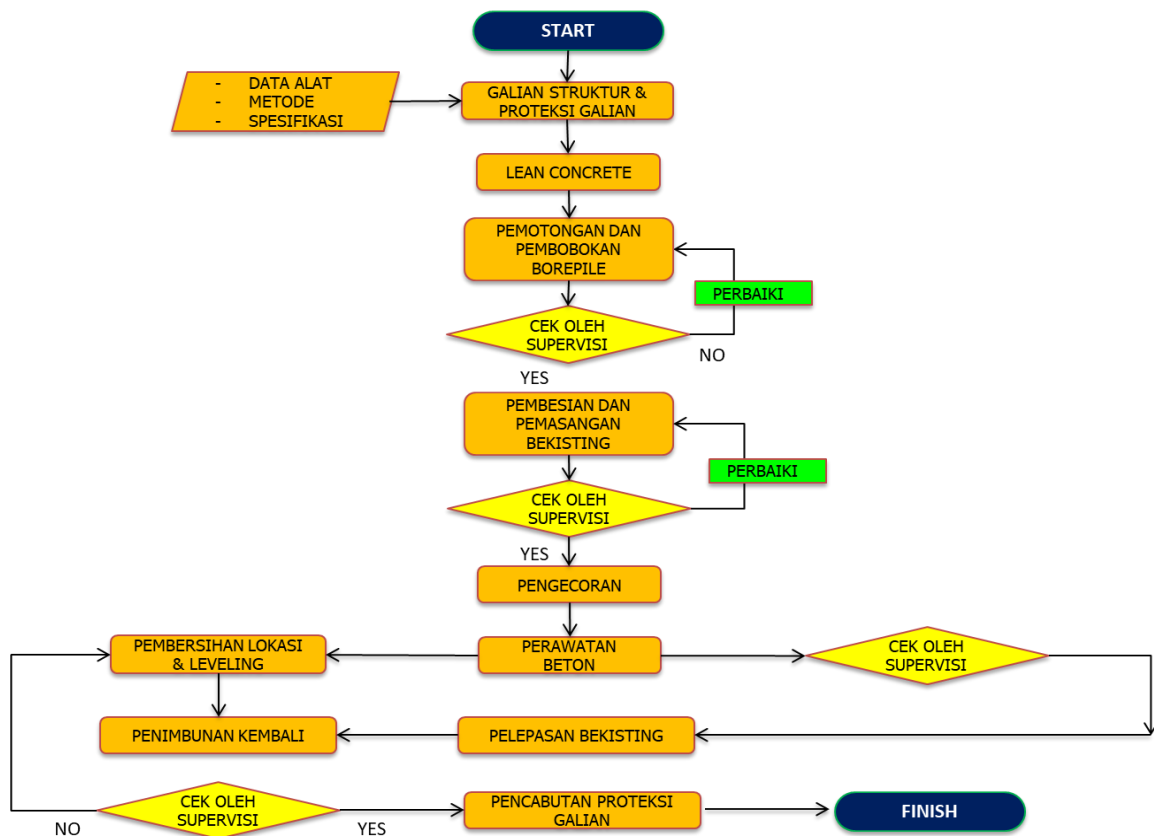 START
- DATA ALAT
- METODE
- SPESIFIKASI
GALIAN STRUKTUR &
PROTEKSI GALIAN
LEAN CONCRETE
PEMOTONGAN DAN
PEMBOBOKAN
BOREPILE
PERBAIKI
CEK OLEH
SUPERVISI
NO
YES
PEMBESIAN DAN
PEMASANGAN
BEKISTING
PERBAIKI
CEK OLEH
SUPERVISI
YES
PENGECORAN
PEMBERSIHAN LOKASI
& LEVELING
PERAWATAN
BETON
CEK OLEH
SUPERVISI
PENIMBUNAN KEMBALI
PELEPASAN BEKISTING
CEK OLEH
SUPERVISI
NO
YES
PENCABUTAN PROTEKSI
GALIAN
FINISH